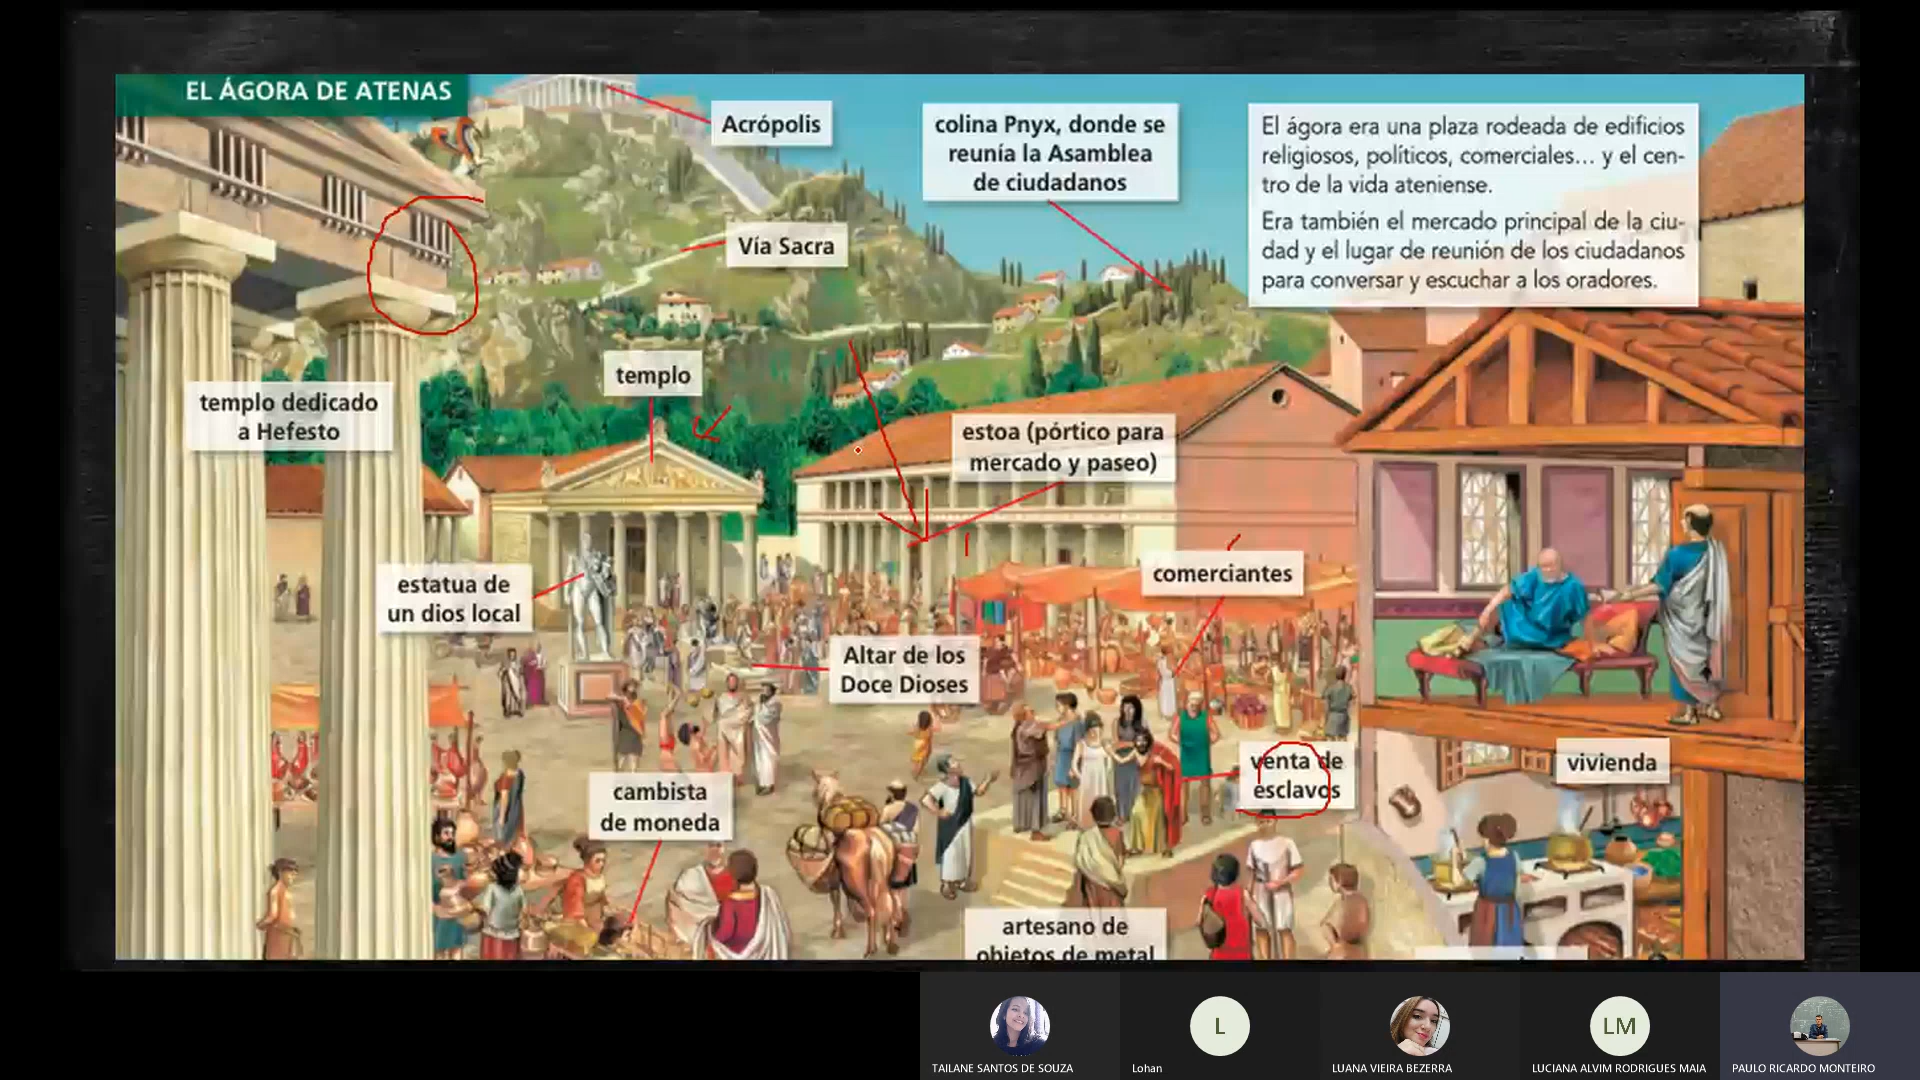 EL ÁGORA DE ATENAS
Acrópolis
colina Pnyx, donde se
reunía la Asamblea
de ciudadanos
El ágora era una plaza rodeada de edificios
religiosos, políticos, comerciales... y el cen-
tro de la vida ateniense.
Era también el mercado principal de la ciu-
dad y el lugar de reunión de los ciudadanos
para conversar y escuchar a los oradores.
Vía Sacra
templo
templo dedicado
a Hefesto
estoa (pórtico para
mercado y paseo)
estatua de
un dios local
comerciantes
Altar de los
Doce Dioses
venta de
esclavos
vivienda
cambista
de moneda
artesano de
objetos de metal
L
LM
TAILANE SANTOS DE SOUZA
Lohan
LUANA VIEIRA BEZERRA
LUCIANA ALVIM RODRIGUES MAIA
PAULO RICARDO MONTEIRO